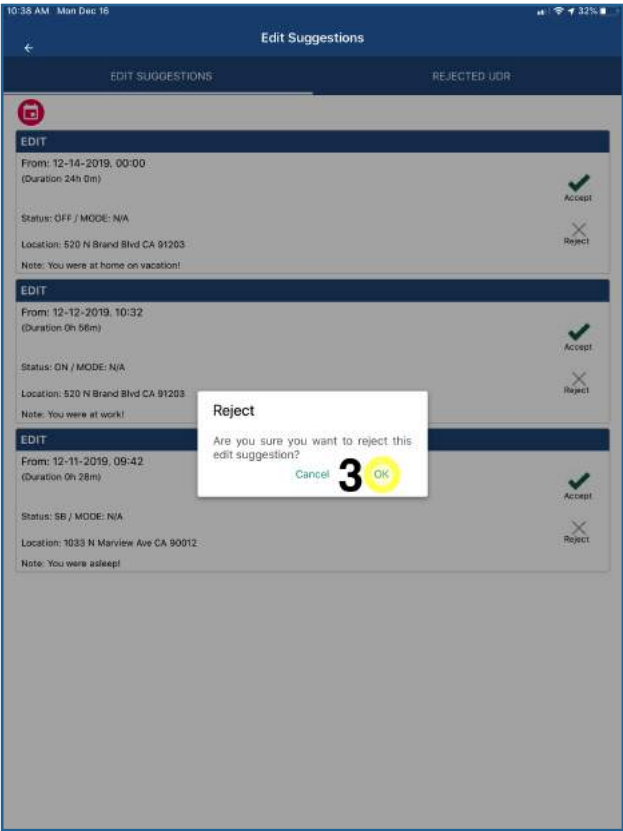 10:38 AM Mon Dec 16
32%
Edit Suggestions
EDIT SUGGESTIONS
REJECTED UDR
EDIT
From: 12-14-2019, 00:00
(Duration 24h 0m)
Accept
Status: OFF / MODE: N/A
Reject
Location: 520 N Brand Blvd CA 91203
Note: You were at home on vacation!
EDIT
From: 12-12-2019, 10:32
(Duration 0h 56m)
Accept
Status: ON / MODE: N/A
Reject
Location: 520 N Brand Blvd CA 91203
Note: You were at work!
Reject
Are you sure you want to reject this
edit suggestion?
Cancel 3 OK
EDIT
From: 12-11-2019, 09:42
(Duration 0h 28m)
Accept
Status: SB / MODE: N/A
Reject
Location: 1033 N Marview Ave CA 90012
Note: You were asleep!